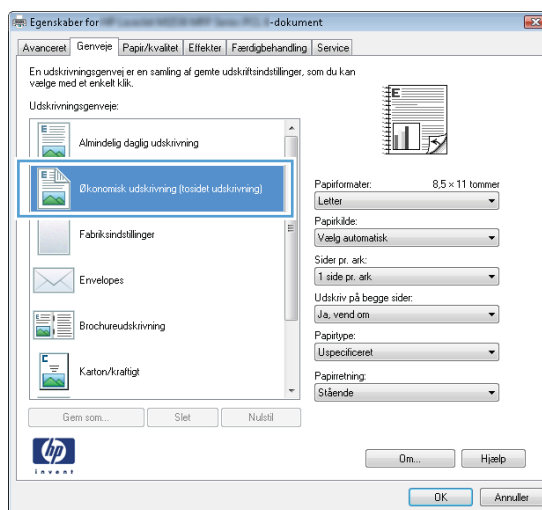 Egenskaber for -dokument
Avanceret Genveje Papir/kvalitet Effekter Færdigbehandling Service
En udskrivningsgenvej er en samling af gemte udskriftsindstillinger, som du kan
vælge med et enkelt klik.
Udskrivningsgenveje:
Almindelig daglig udskrivning
Økonomisk udskrivning (tosidet udskrivning)
Fabriksindstillinger
Envelopes
Brochureudskrivning
Karton/kraftigt
Gem som... Slet Nulstil
Papirformater: 8,5 × 11 tommer
Letter
Papirkilde:
Vælg automatisk
Sider pr. ark:
1 side pr. ark
Udskriv på begge sider:
Ja, vend om
Papirtype:
Uspecificeret
Papirretning:
Stående
hp
invent
Om... Hjælp
OK Annuller